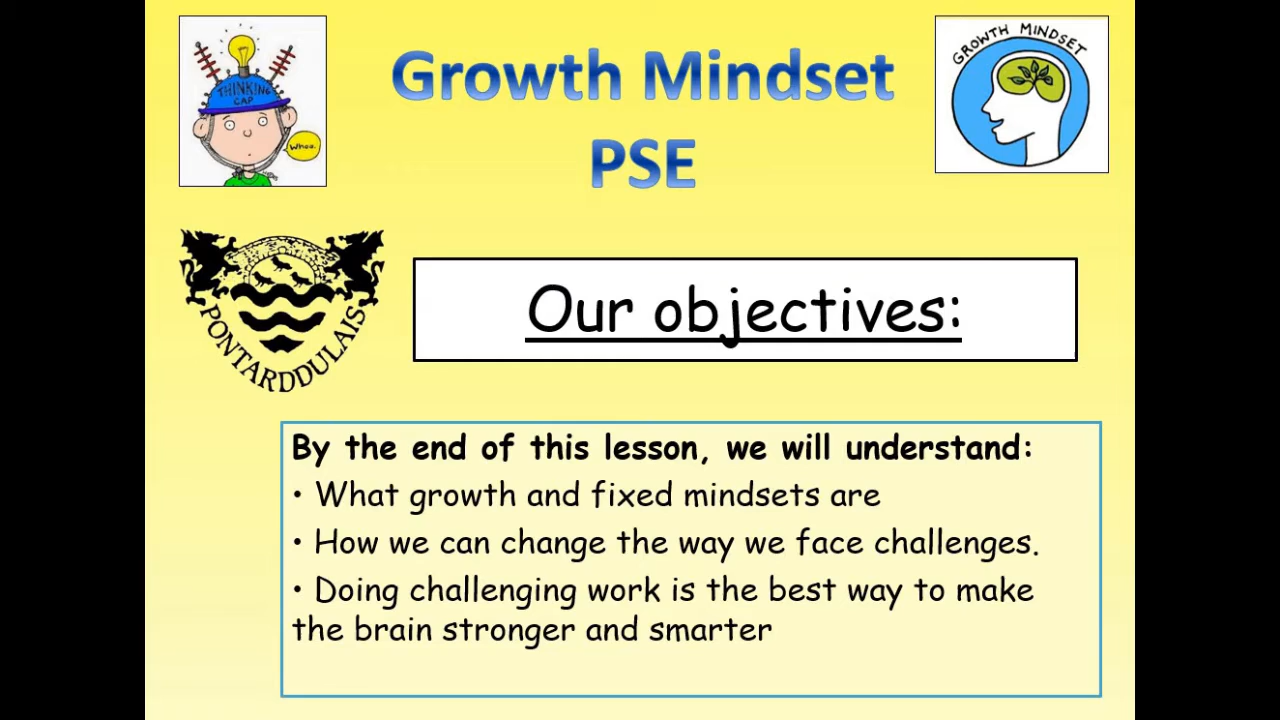 THINKING
CAP
Whoa.
Growth Mindset
PSE
GROWTH MINDSET
PONTARDDULAIS
Our objectives:
By the end of this lesson, we will understand:
• What growth and fixed mindsets are
• How we can change the way we face challenges.
• Doing challenging work is the best way to make
the brain stronger and smarter